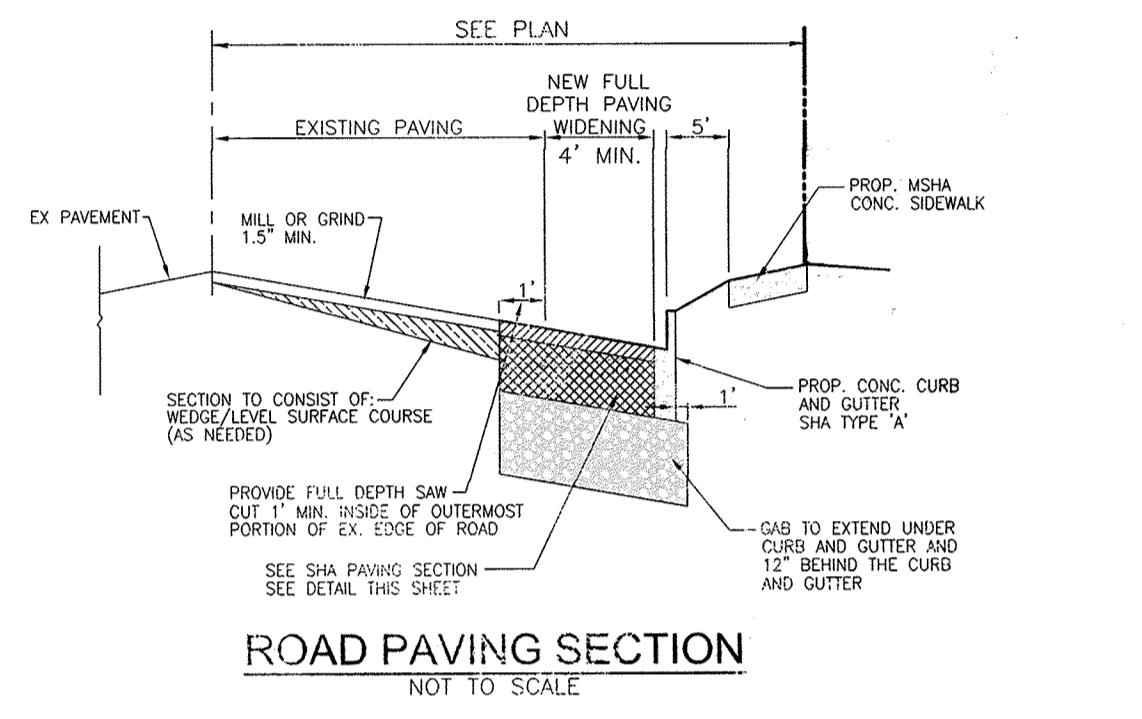 SEE PLAN
NEW FULL
DEPTH PAVING
WIDENING
4' MIN.
EXISTING PAVING
5'
PROP. MSHA
CONC. SIDEWALK
EX PAVEMENT
MILL OR GRIND
1.5" MIN.
1'
SECTION TO CONSIST OF:
WEDGE/LEVEL SURFACE COURSE
(AS NEEDED)
PROP. CONC. CURB
AND GUTTER
SHA TYPE 'A'
1'
PROVIDE FULL DEPTH SAW
CUT 1' MIN. INSIDE OF OUTERMOST
PORTION OF EX. EDGE OF ROAD
GAB TO EXTEND UNDER
CURB AND GUTTER AND
12" BEHIND THE CURB
AND GUTTER
SEE SHA PAVING SECTION
SEE DETAIL THIS SHEET
ROAD PAVING SECTION
NOT TO SCALE